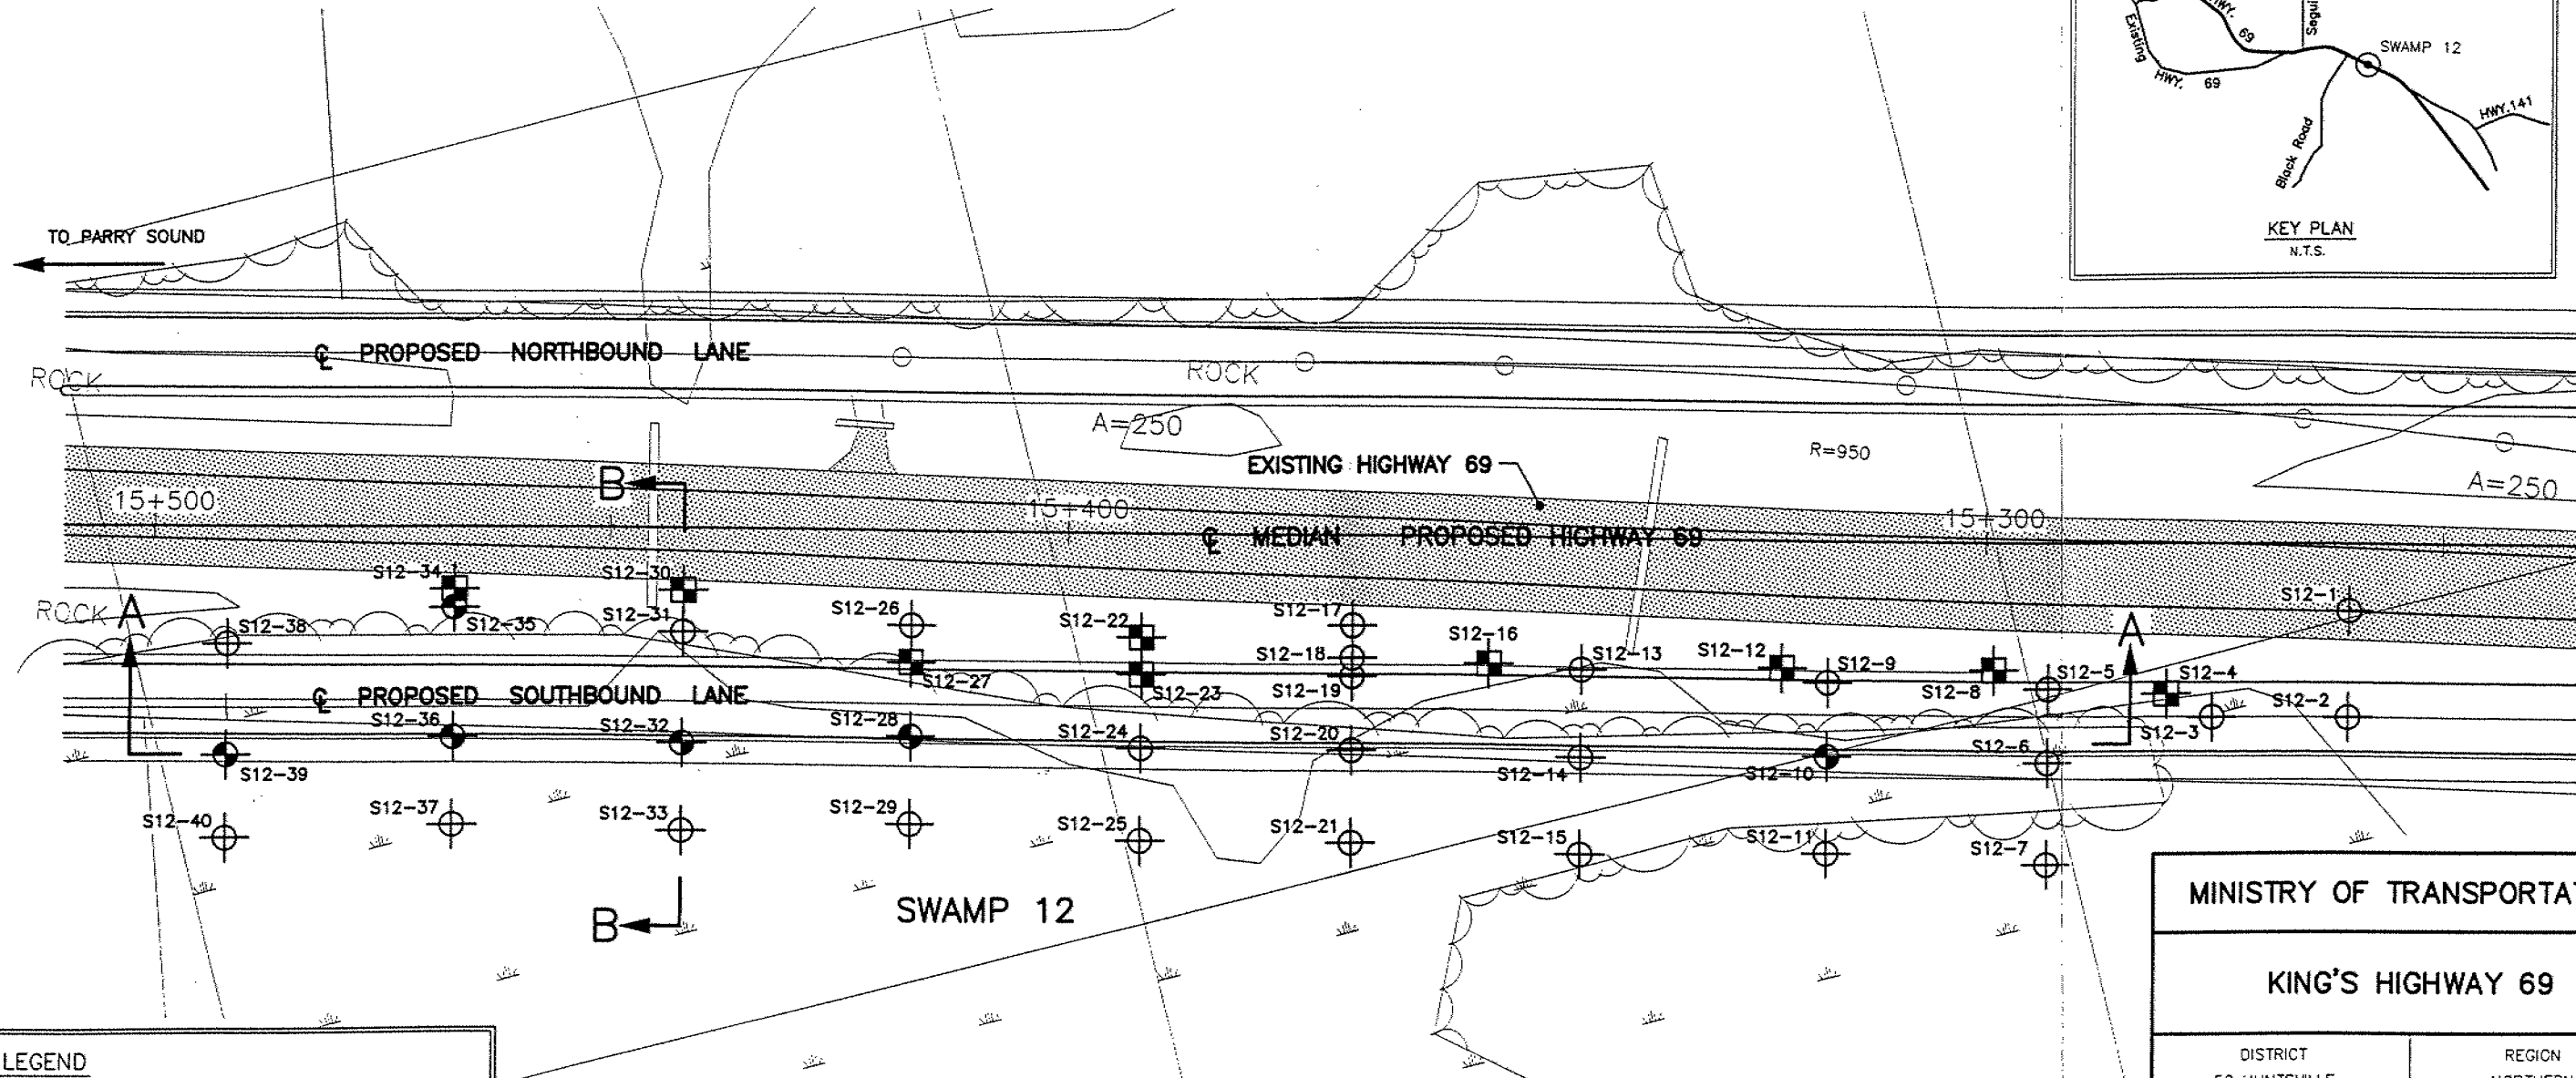 Existing
HWY.
69
HWY. 69
SWAMP 12
HWY.141
Black Road
KEY PLAN
N.T.S.
TO PARRY SOUND
℄ PROPOSED NORTHBOUND LANE
ROCK
ROCK
A=250
R=950
EXISTING HIGHWAY 69
A=250
15+500
15+400
15+300
℄ MEDIAN PROPOSED HIGHWAY 69
B
S12-34
S12-30
S12-1
ROCK
A
S12-38
S12-35
S12-31
S12-26
S12-22
S12-17
S12-16
S12-18
S12-13
S12-12
S12-9
A
S12-5
S12-4
S12-27
S12-23
S12-19
S12-8
S12-2
℄ PROPOSED SOUTHBOUND LANE
S12-36
S12-32
S12-28
S12-24
S12-20
S12-14
S12-10
S12-6
S12-3
S12-39
S12-40
S12-37
S12-33
S12-29
S12-25
S12-21
S12-15
S12-11
S12-7
SWAMP 12
B
MINISTRY OF TRANSPORTA
KING'S HIGHWAY 69
DISTRICT
REGION
LEGEND